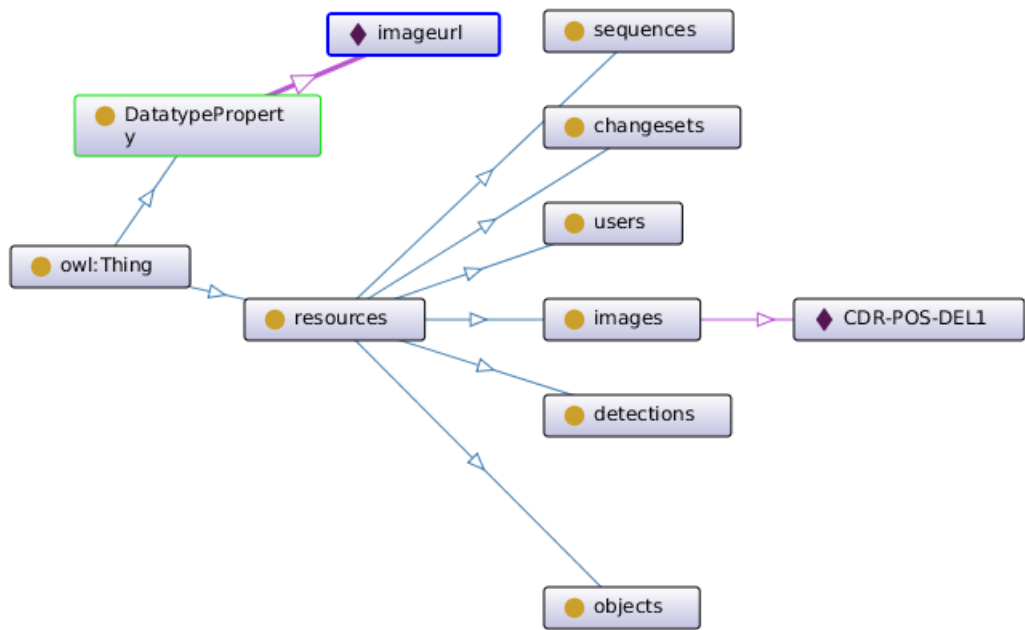 imageurl
sequences
DatatypePropert
y
changesets
users
owl:Thing
resources
images
CDR-POS-DEL1
detections
objects